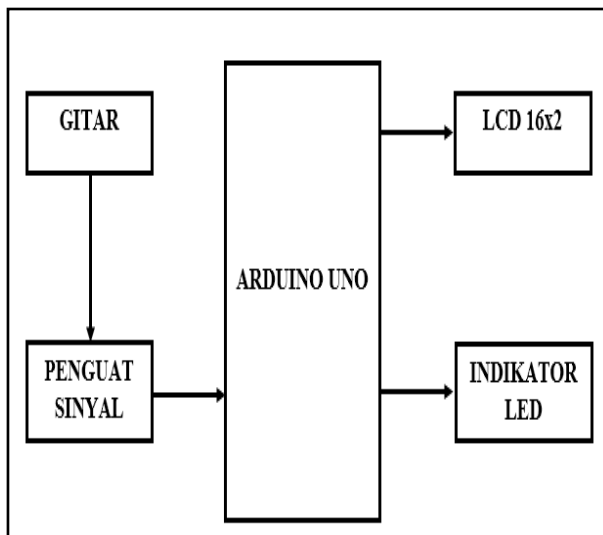 GITAR
PENGUAT
SINYAL
ARDUINO UNO
LCD 16x2
INDIKATOR
LED